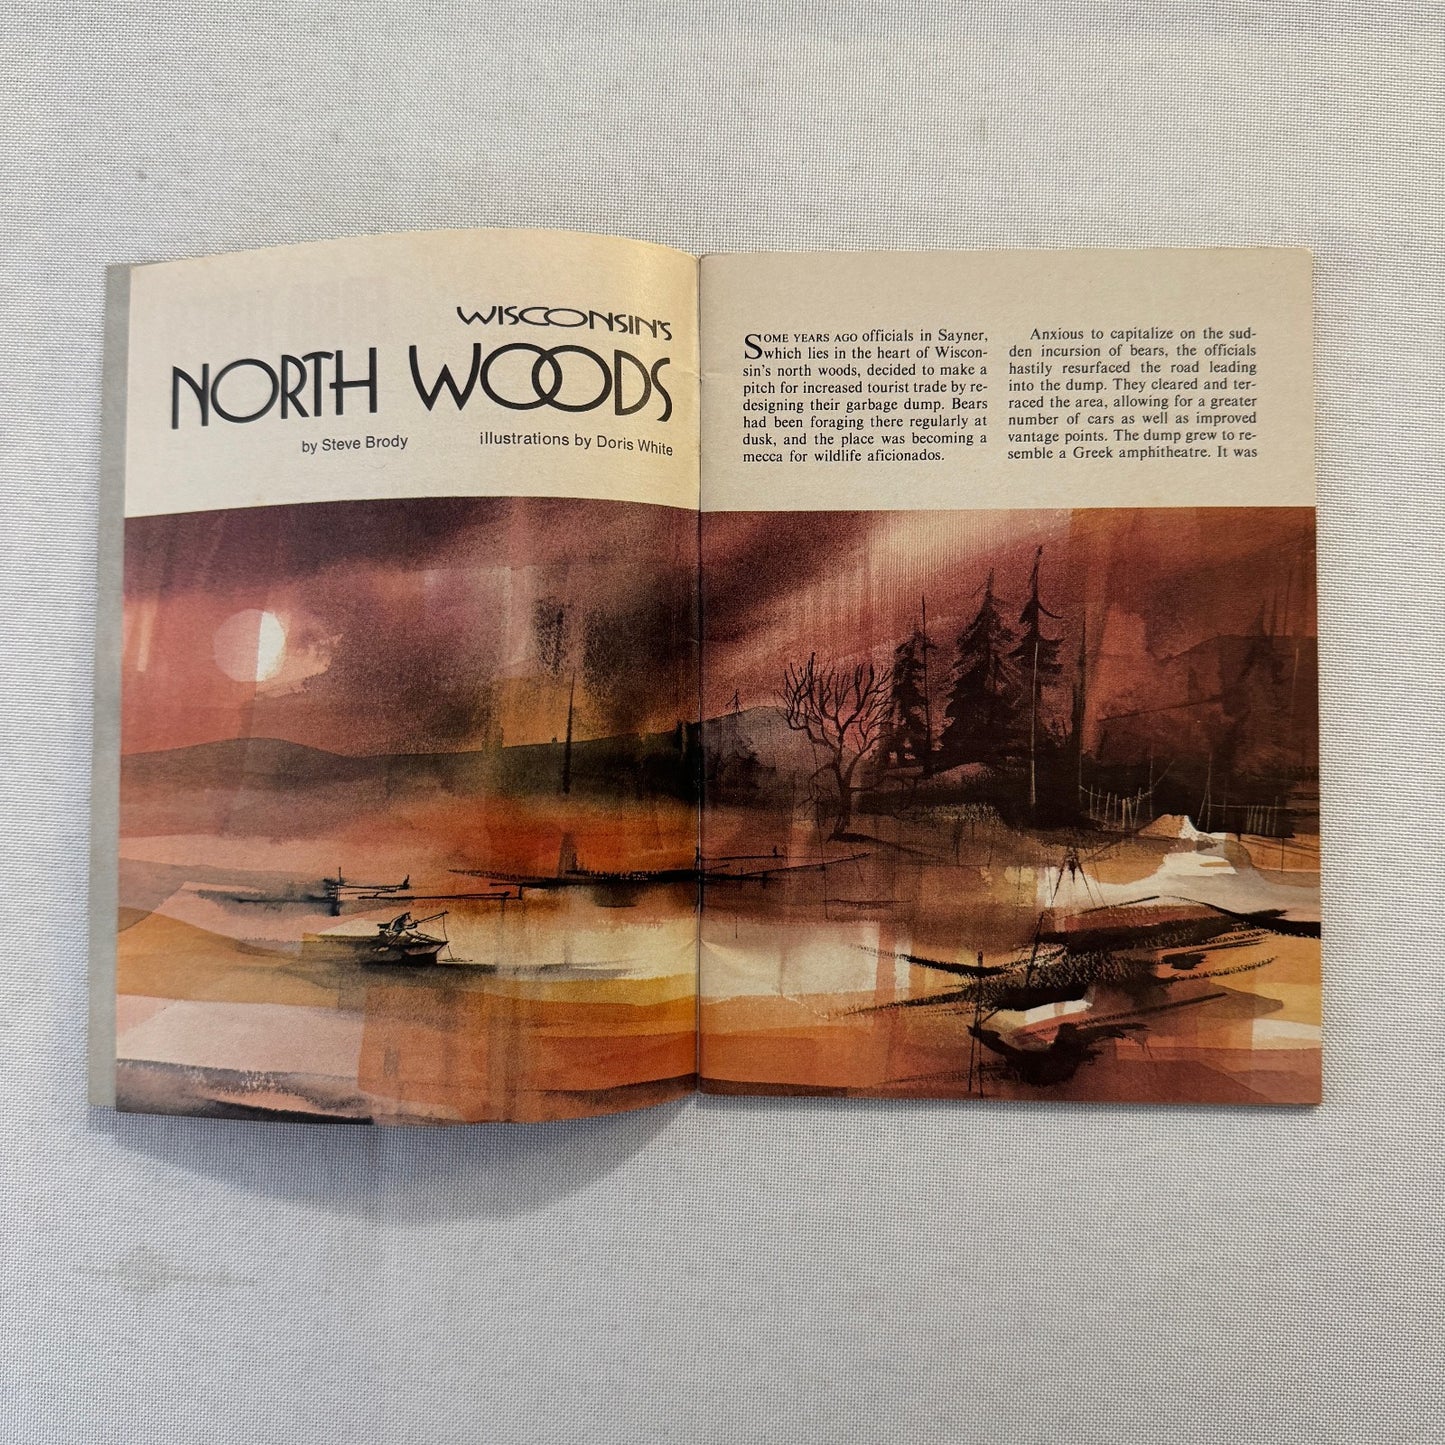 WISCONSIN'S
NORTH WOODS
by Steve Brody illustrations by Doris White
SOME YEARS AGO officials in Sayner,
which lies in the heart of Wiscon-
sin's north woods, decided to make a
pitch for increased tourist trade by re-
designing their garbage dump. Bears
had been foraging there regularly at
dusk, and the place was becoming a
mecca for wildlife aficionados.
Anxious to capitalize on the sud-
den incursion of bears, the officials
hastily resurfaced the road leading
into the dump. They cleared and ter-
raced the area, allowing for a greater
number of cars as well as improved
vantage points. The dump grew to re-
semble a Greek amphitheatre. It was